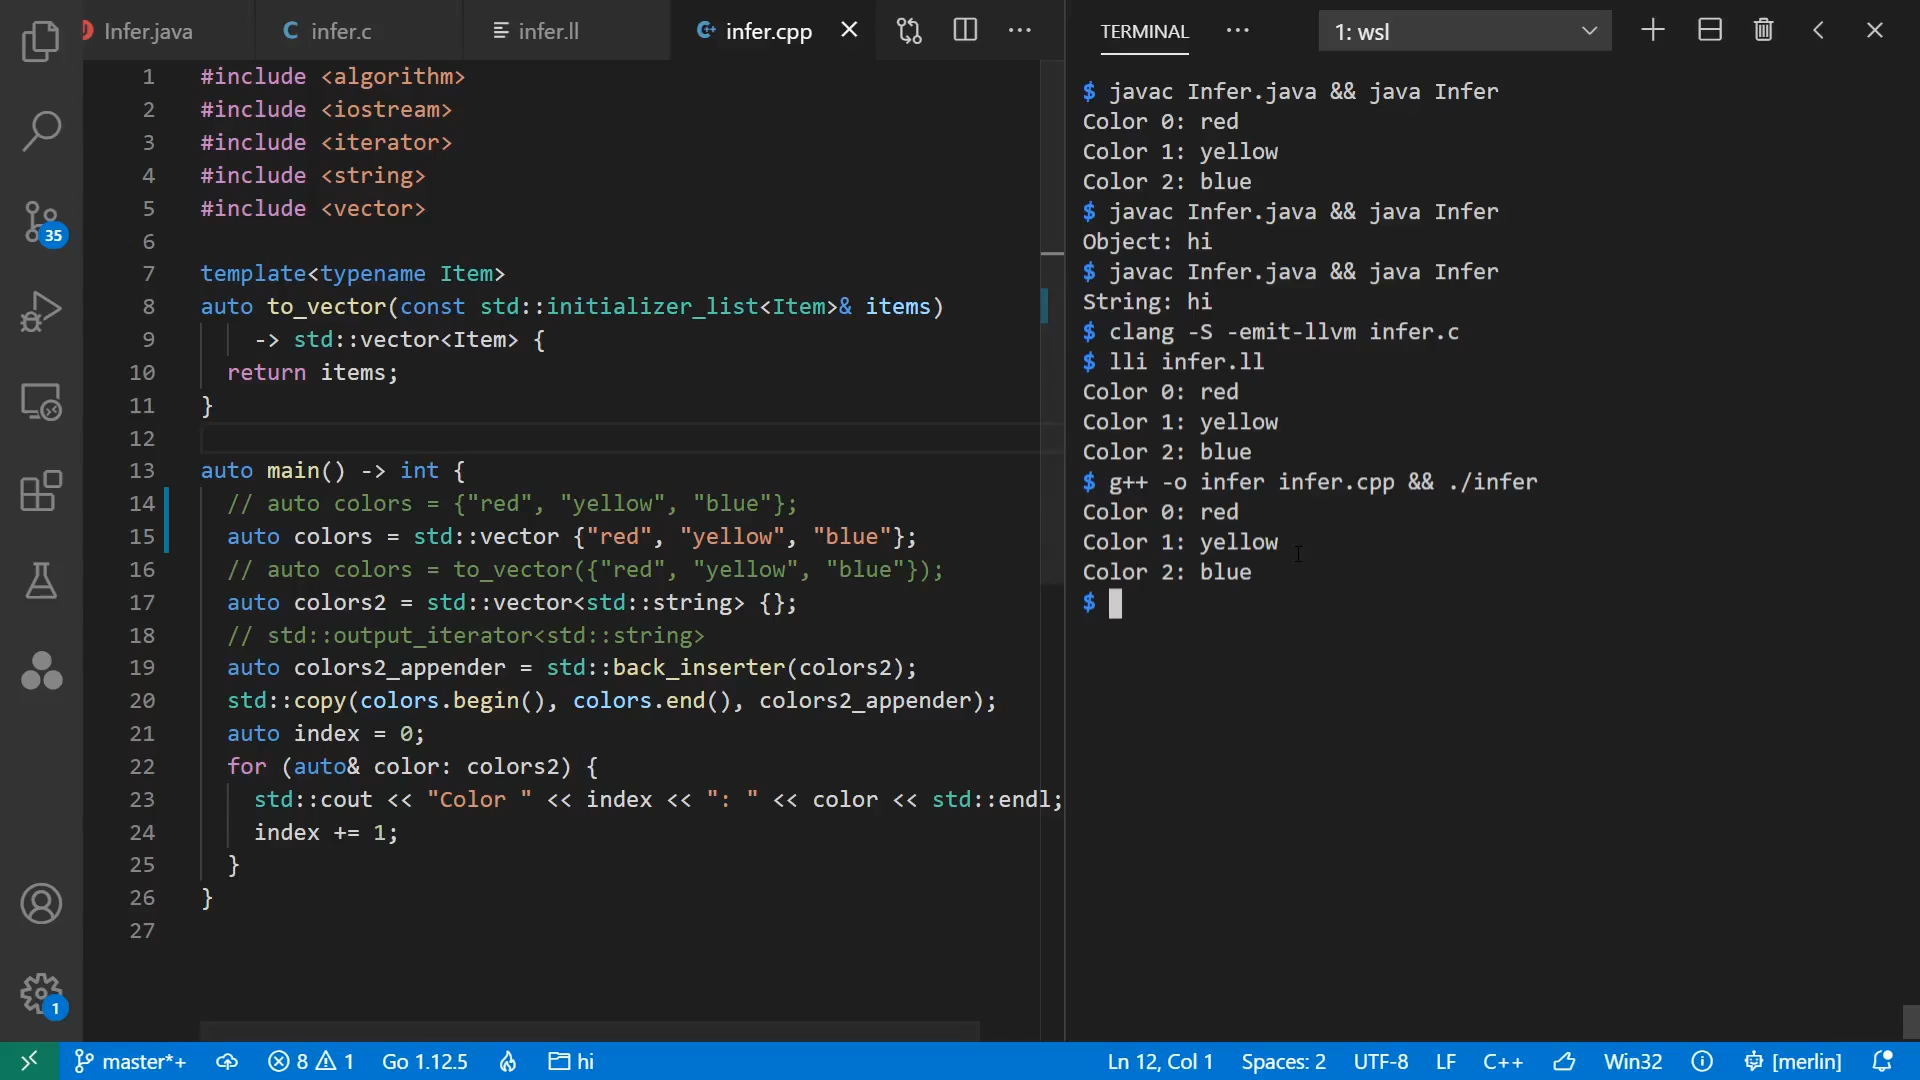 Infer.java
infer.c
infer.ll
infer.cpp
TERMINAL
1: wsl
1 #include <algorithm>
2 #include <iostream>
3 #include <iterator>
4 #include <string>
5 #include <vector>
6
7 template<typename Item>
8 auto to_vector(const std::initializer_list<Item>& items)
9 -> std::vector<Item> {
10 return items;
11 }
12
13 auto main() -> int {
14 // auto colors = {"red", "yellow", "blue"};
15 auto colors = std::vector {"red", "yellow", "blue"};
16 // auto colors = to_vector({"red", "yellow", "blue"});
17 auto colors2 = std::vector<std::string> {};
18 // std::output_iterator<std::string>
19 auto colors2_appender = std::back_inserter(colors2);
20 std::copy(colors.begin(), colors.end(), colors2_appender);
21 auto index = 0;
22 for (auto& color: colors2) {
23 std::cout << "Color " << index << ": " << color << std::endl;
24 index += 1;
25 }
26 }
27
$ javac Infer.java && java Infer
Color 0: red
Color 1: yellow
Color 2: blue
$ javac Infer.java && java Infer
Object: hi
$ javac Infer.java && java Infer
String: hi
$ clang -S -emit-llvm infer.c
$ lli infer.ll
Color 0: red
Color 1: yellow
Color 2: blue
$ g++ -o infer infer.cpp && ./infer
Color 0: red
Color 1: yellow
Color 2: blue
$
35
1
master*+
8
1
Go 1.12.5
hi
Ln 12, Col 1
Spaces: 2
UTF-8
LF
C++
Win32
[merlin]